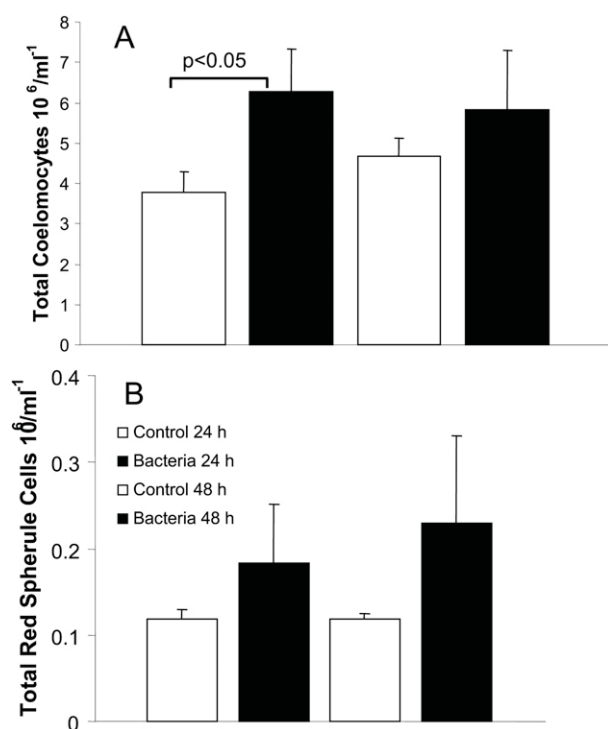 A
p<0.05
Total Coelomocytes 10 ⁶/ml⁻¹
8
7
6
5
4
3
2
1
0
B
Control 24 h
Bacteria 24 h
Control 48 h
Bacteria 48 h
Total Red Spherule Cells 10⁶/ml⁻¹
0.4
0.3
0.2
0.1
0